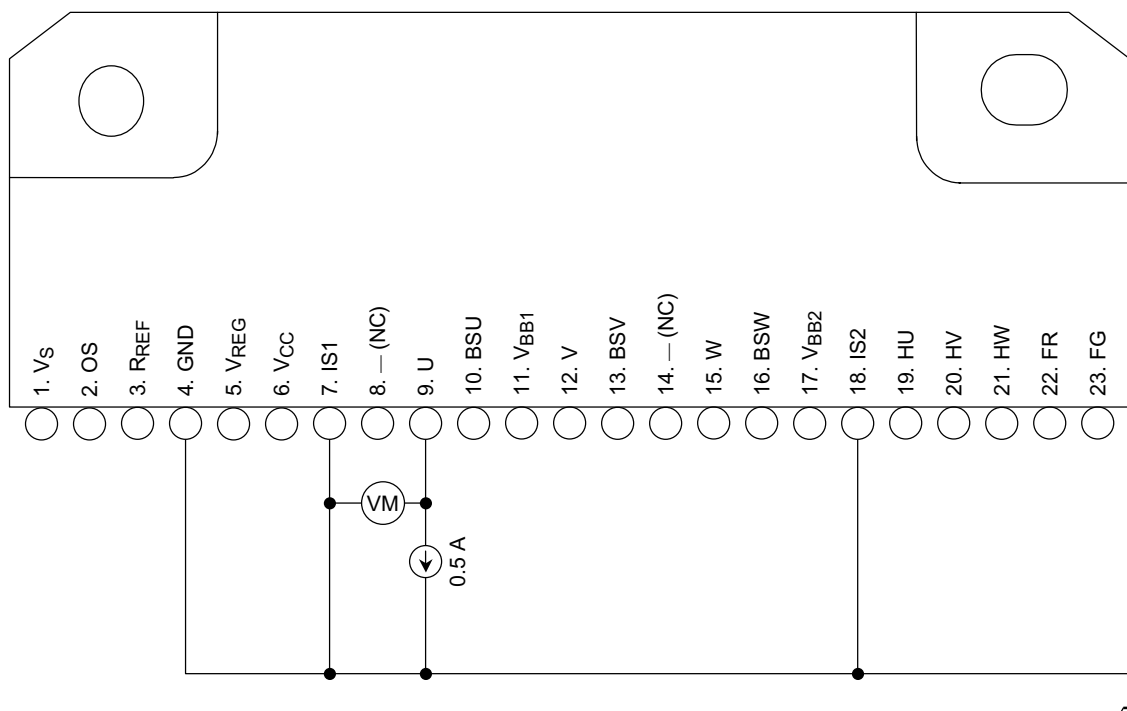 1. VS
2. OS
3. RREF
4. GND
5. VREG
6. VCC
7. IS1
8. — (NC)
9. U
10. BSU
11. VBB1
12. V
13. BSV
14. — (NC)
15. W
16. BSW
17. VBB2
18. IS2
19. HU
20. HV
21. HW
22. FR
23. FG
VM
0.5 A